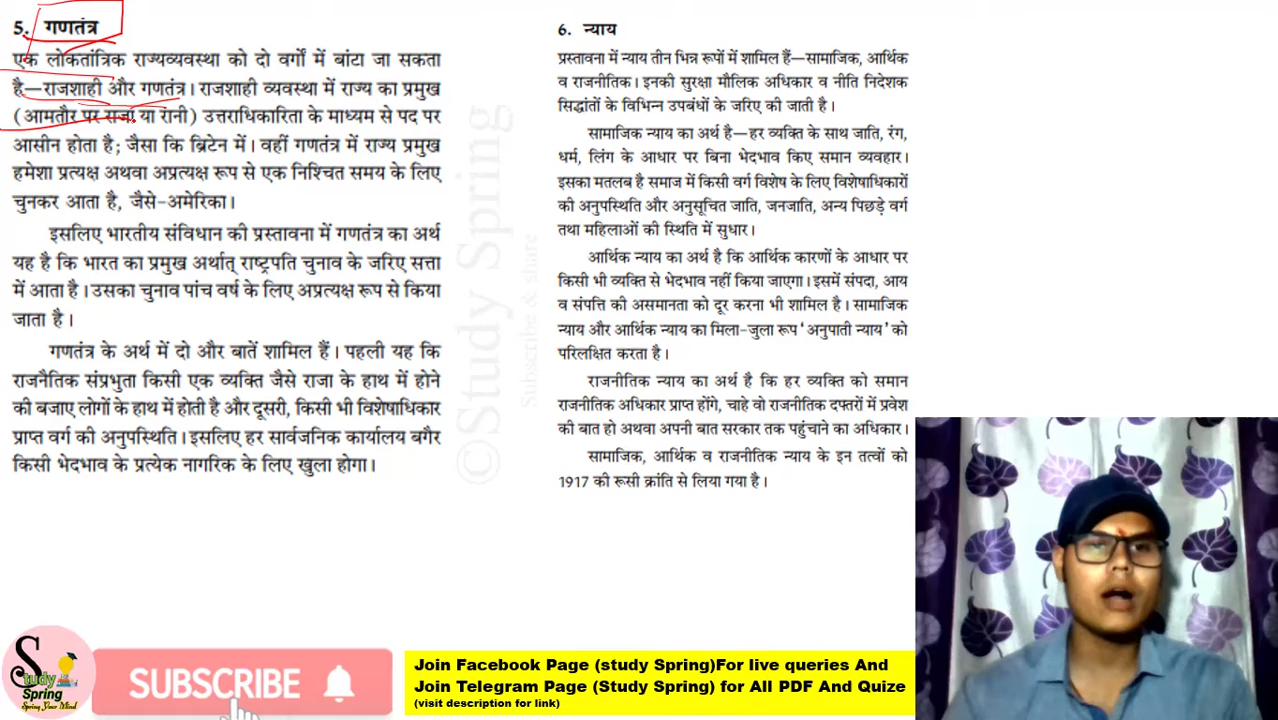 5. गणतंत्र
एक लोकतांत्रिक राज्यव्यवस्था को दो वर्गों में बांटा जा सकता
है—राजशाही और गणतंत्र। राजशाही व्यवस्था में राज्य का प्रमुख
(आमतौर पर राजा या रानी) उत्तराधिकारिता के माध्यम से पद पर
आसीन होता है; जैसा कि ब्रिटेन में। वहीं गणतंत्र में राज्य प्रमुख
हमेशा प्रत्यक्ष अथवा अप्रत्यक्ष रूप से एक निश्चित समय के लिए
चुनकर आता है, जैसे-अमेरिका।
इसलिए भारतीय संविधान की प्रस्तावना में गणतंत्र का अर्थ
यह है कि भारत का प्रमुख अर्थात् राष्ट्रपति चुनाव के जरिए सत्ता
में आता है। उसका चुनाव पांच वर्ष के लिए अप्रत्यक्ष रूप से किया
जाता है।
गणतंत्र के अर्थ में दो और बातें शामिल हैं। पहली यह कि
राजनैतिक संप्रभुता किसी एक व्यक्ति जैसे राजा के हाथ में होने
की बजाए लोगों के हाथ में होती है और दूसरी, किसी भी विशेषाधिकार
प्राप्त वर्ग की अनुपस्थिति। इसलिए हर सार्वजनिक कार्यालय बगैर
किसी भेदभाव के प्रत्येक नागरिक के लिए खुला होगा।
6. न्याय
प्रस्तावना में न्याय तीन भिन्न रूपों में शामिल हैं—सामाजिक, आर्थिक
व राजनीतिक। इनकी सुरक्षा मौलिक अधिकार व नीति निदेशक
सिद्धांतों के विभिन्न उपबंधों के जरिए की जाती है।
सामाजिक न्याय का अर्थ है—हर व्यक्ति के साथ जाति, रंग,
धर्म, लिंग के आधार पर बिना भेदभाव किए समान व्यवहार।
इसका मतलब है समाज में किसी वर्ग विशेष के लिए विशेषाधिकारों
की अनुपस्थिति और अनुसूचित जाति, जनजाति, अन्य पिछड़े वर्ग
तथा महिलाओं की स्थिति में सुधार।
आर्थिक न्याय का अर्थ है कि आर्थिक कारणों के आधार पर
किसी भी व्यक्ति से भेदभाव नहीं किया जाएगा। इसमें संपदा, आय
व संपत्ति की असमानता को दूर करना भी शामिल है। सामाजिक
न्याय और आर्थिक न्याय का मिला-जुला रूप 'अनुपाती न्याय' को
परिलक्षित करता है।
राजनीतिक न्याय का अर्थ है कि हर व्यक्ति को समान
राजनीतिक अधिकार प्राप्त होंगे, चाहे वो राजनीतिक दफ्तरों में प्रवेश
की बात हो अथवा अपनी बात सरकार तक पहुंचाने का अधिकार।
सामाजिक, आर्थिक व राजनीतिक न्याय के इन तत्वों को
1917 की रूसी क्रांति से लिया गया है।
©Study Spring
Subscribe & share
Study
Spring
Spring Your Mind
SUBSCRIBE
Join Facebook Page (study Spring)For live queries And
Join Telegram Page (Study Spring) for All PDF And Quize
(visit description for link)